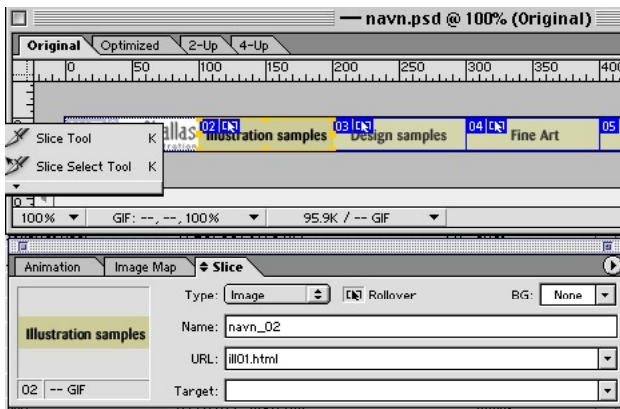 navn.psd @ 100% (Original)
Original Optimized 2-Up 4-Up
0 50 100 150 200 250 300 350 400
Slice Tool K
Slice Select Tool K
allas 02 Illustration samples 03 Design samples 04 Fine Art 05
100% GIF: --, --, 100% 95.9K / -- GIF
Animation Image Map Slice
Type: Image Rollover BG: None
Illustration samples
Name: navn_02
URL: ill01.html
02 -- GIF
Target: